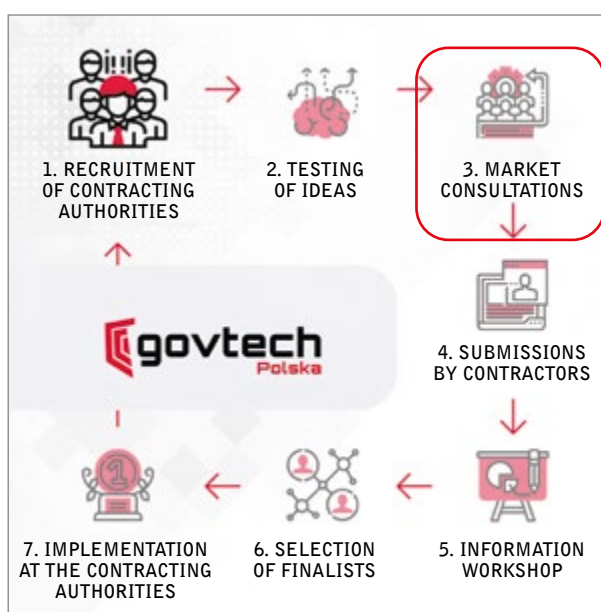 1. RECRUITMENT
OF CONTRACTING
AUTHORITIES
2. TESTING
OF IDEAS
3. MARKET
CONSULTATIONS
govtech
Polska
4. SUBMISSIONS
BY CONTRACTORS
7. IMPLEMENTATION
AT THE CONTRACTING
AUTHORITIES
6. SELECTION
OF FINALISTS
5. INFORMATION
WORKSHOP